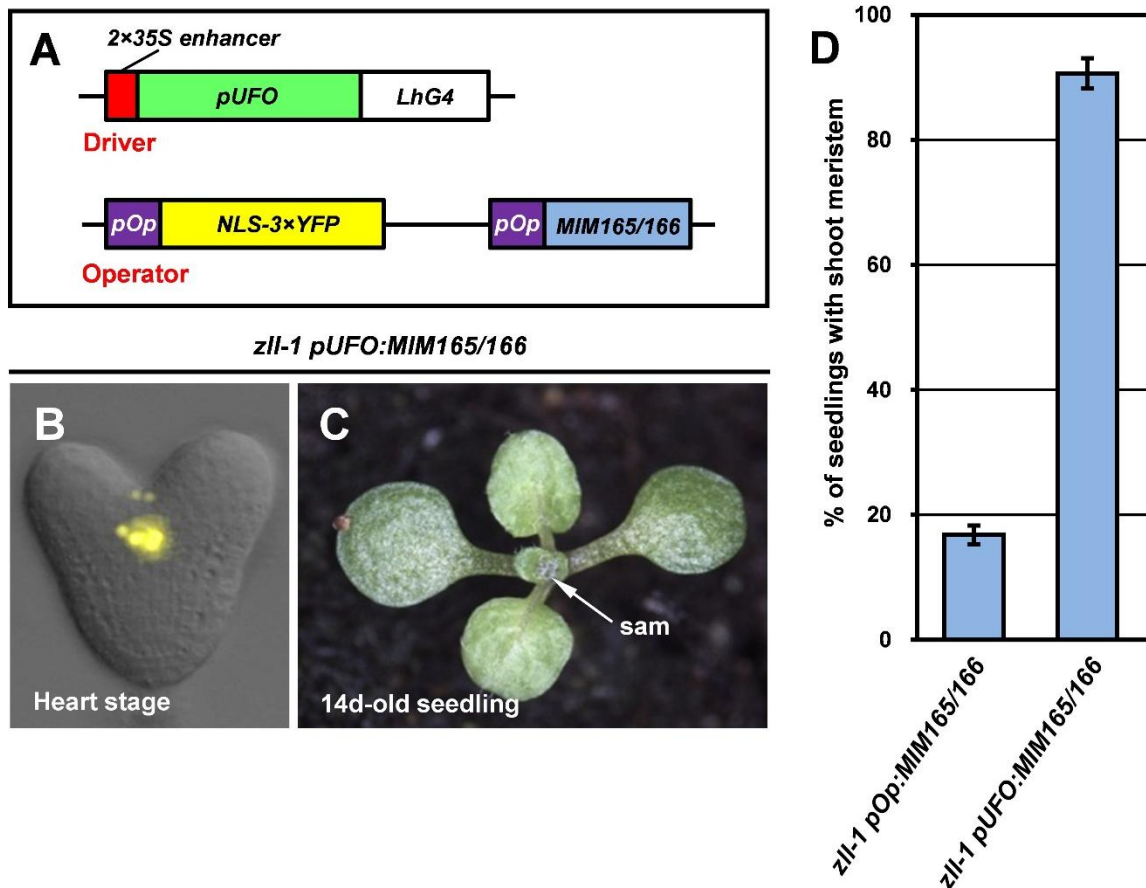 A
2×35S enhancer
pUFO
LhG4
Driver
pOp
NLS-3×YFP
pOp
MIM165/166
Operator
zll-1 pUFO:MIM165/166
B
Heart stage
C
sam
14d-old seedling
D
% of seedlings with shoot meristem
100
80
60
40
20
0
zll-1 pOp:MIM165/166
zll-1 pUFO:MIM165/166